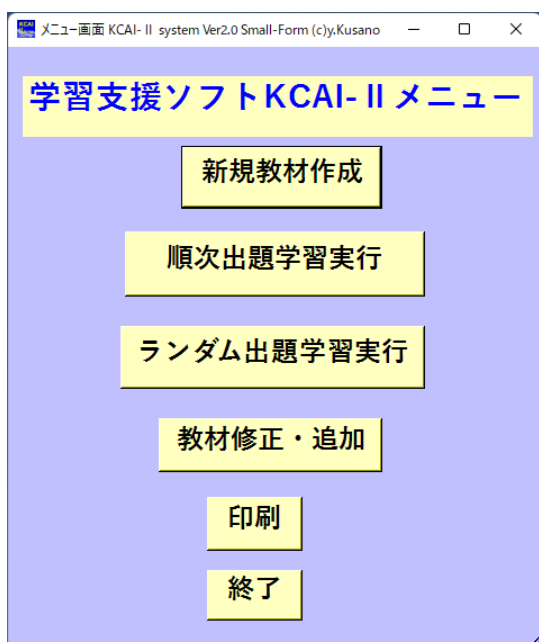 KCAI
メニュー画面 KCAI-Ⅱ system Ver2.0 Small-Form (c)y.Kusano
学習支援ソフトKCAI-Ⅱメニュー
新規教材作成
順次出題学習実行
ランダム出題学習実行
教材修正・追加
印刷
終了